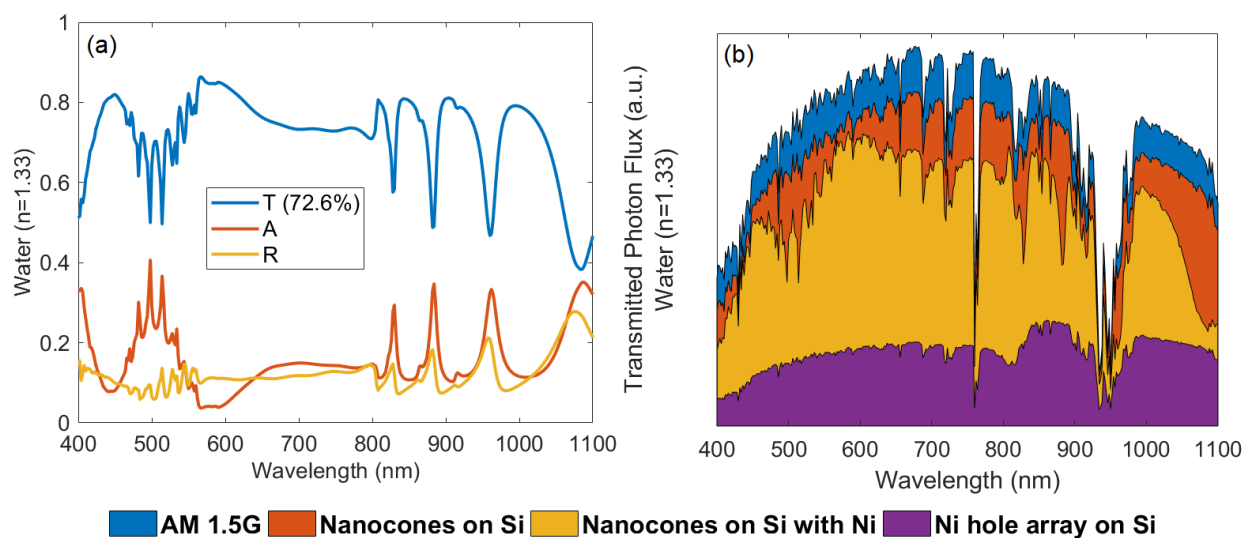 (a)
Water (n=1.33)
1
0.8
0.6
0.4
0.2
0
T (72.6%)
A
R
400 500 600 700 800 900 1000 1100
Wavelength (nm)
(b)
Transmitted Photon Flux (a.u.)
Water (n=1.33)
400 500 600 700 800 900 1000 1100
Wavelength (nm)
AM 1.5G Nanocones on Si Nanocones on Si with Ni Ni hole array on Si